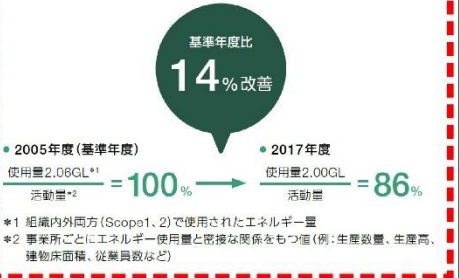 基準年度比
14%改善
● 2005年度(基準年度)
使用量2.06GL*1
活動量*2
=100%
● 2017年度
使用量2.00GL
活動量
=86%
*1 組織内外両方(Scope1、2)で使用されたエネルギー量
*2 事業所ごとにエネルギー使用量と密接な関係をもつ値(例:生産数量、生産高、
建物床面積、従業員数など)